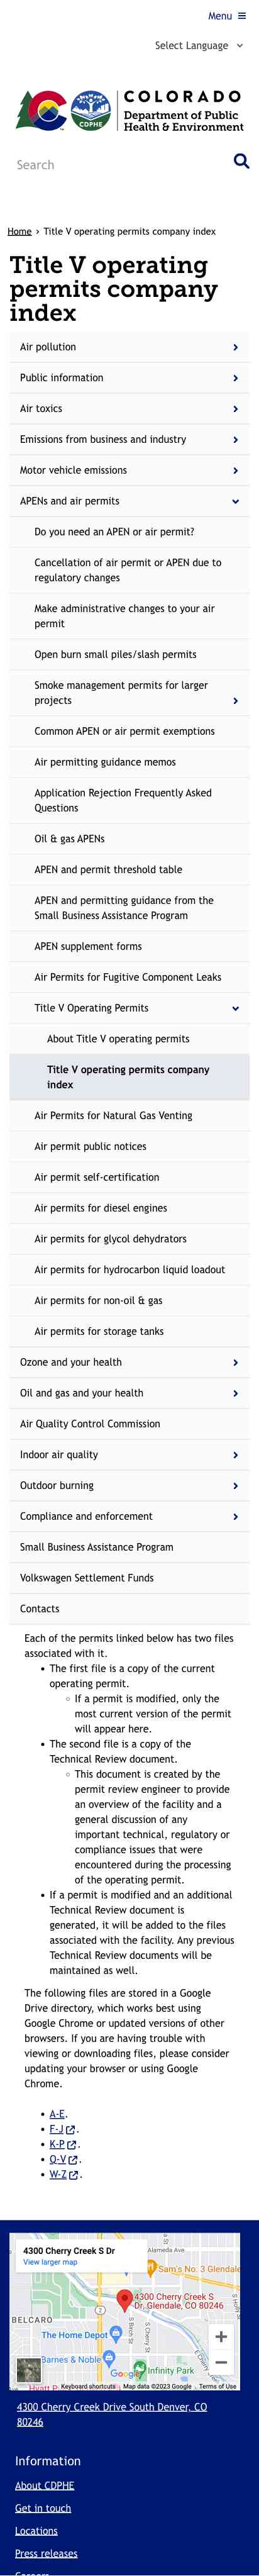 Menu
Select Language
COLORADO
Department of Public
Health & Environment
CDPHE
Search
Home › Title V operating permits company index
Title V operating
permits company
index
Air pollution
Public information
Air toxics
Emissions from business and industry
Motor vehicle emissions
APENs and air permits
Do you need an APEN or air permit?
Cancellation of air permit or APEN due to
regulatory changes
Make administrative changes to your air
permit
Open burn small piles/slash permits
Smoke management permits for larger
projects
Common APEN or air permit exemptions
Air permitting guidance memos
Application Rejection Frequently Asked
Questions
Oil & gas APENs
APEN and permit threshold table
APEN and permitting guidance from the
Small Business Assistance Program
APEN supplement forms
Air Permits for Fugitive Component Leaks
Title V Operating Permits
About Title V operating permits
Title V operating permits company
index
Air Permits for Natural Gas Venting
Air permit public notices
Air permit self-certification
Air permits for diesel engines
Air permits for glycol dehydrators
Air permits for hydrocarbon liquid loadout
Air permits for non-oil & gas
Air permits for storage tanks
Ozone and your health
Oil and gas and your health
Air Quality Control Commission
Indoor air quality
Outdoor burning
Compliance and enforcement
Small Business Assistance Program
Volkswagen Settlement Funds
Contacts
Each of the permits linked below has two files
associated with it.
• The first file is a copy of the current
operating permit.
◦ If a permit is modified, only the
most current version of the permit
will appear here.
• The second file is a copy of the
Technical Review document.
◦ This document is created by the
permit review engineer to provide
an overview of the facility and a
general discussion of any
important technical, regulatory or
compliance issues that were
encountered during the processing
of the operating permit.
• If a permit is modified and an additional
Technical Review document is
generated, it will be added to the files
associated with the facility. Any previous
Technical Review documents will be
maintained as well.
The following files are stored in a Google
Drive directory, which works best using
Google Chrome or updated versions of other
browsers. If you are having trouble with
viewing or downloading files, please consider
updating your browser or using Google
Chrome.
• A-E.
• F-J.
• K-P.
• Q-V.
• W-Z.
4300 Cherry Creek S Dr
View larger map
Alameda Ave
Sam's No. 3 Glendale
4300 Cherry Creek S
Dr, Glendale, CO 80246
2
BELCARO
The Home Depot
S Cherry St
Barnes & Noble
Google
Infinity Park
Keyboard shortcuts
Map data ©2023 Google
Terms of Use
4300 Cherry Creek Drive South Denver, CO
80246
Information
About CDPHE
Get in touch
Locations
Press releases
Careers